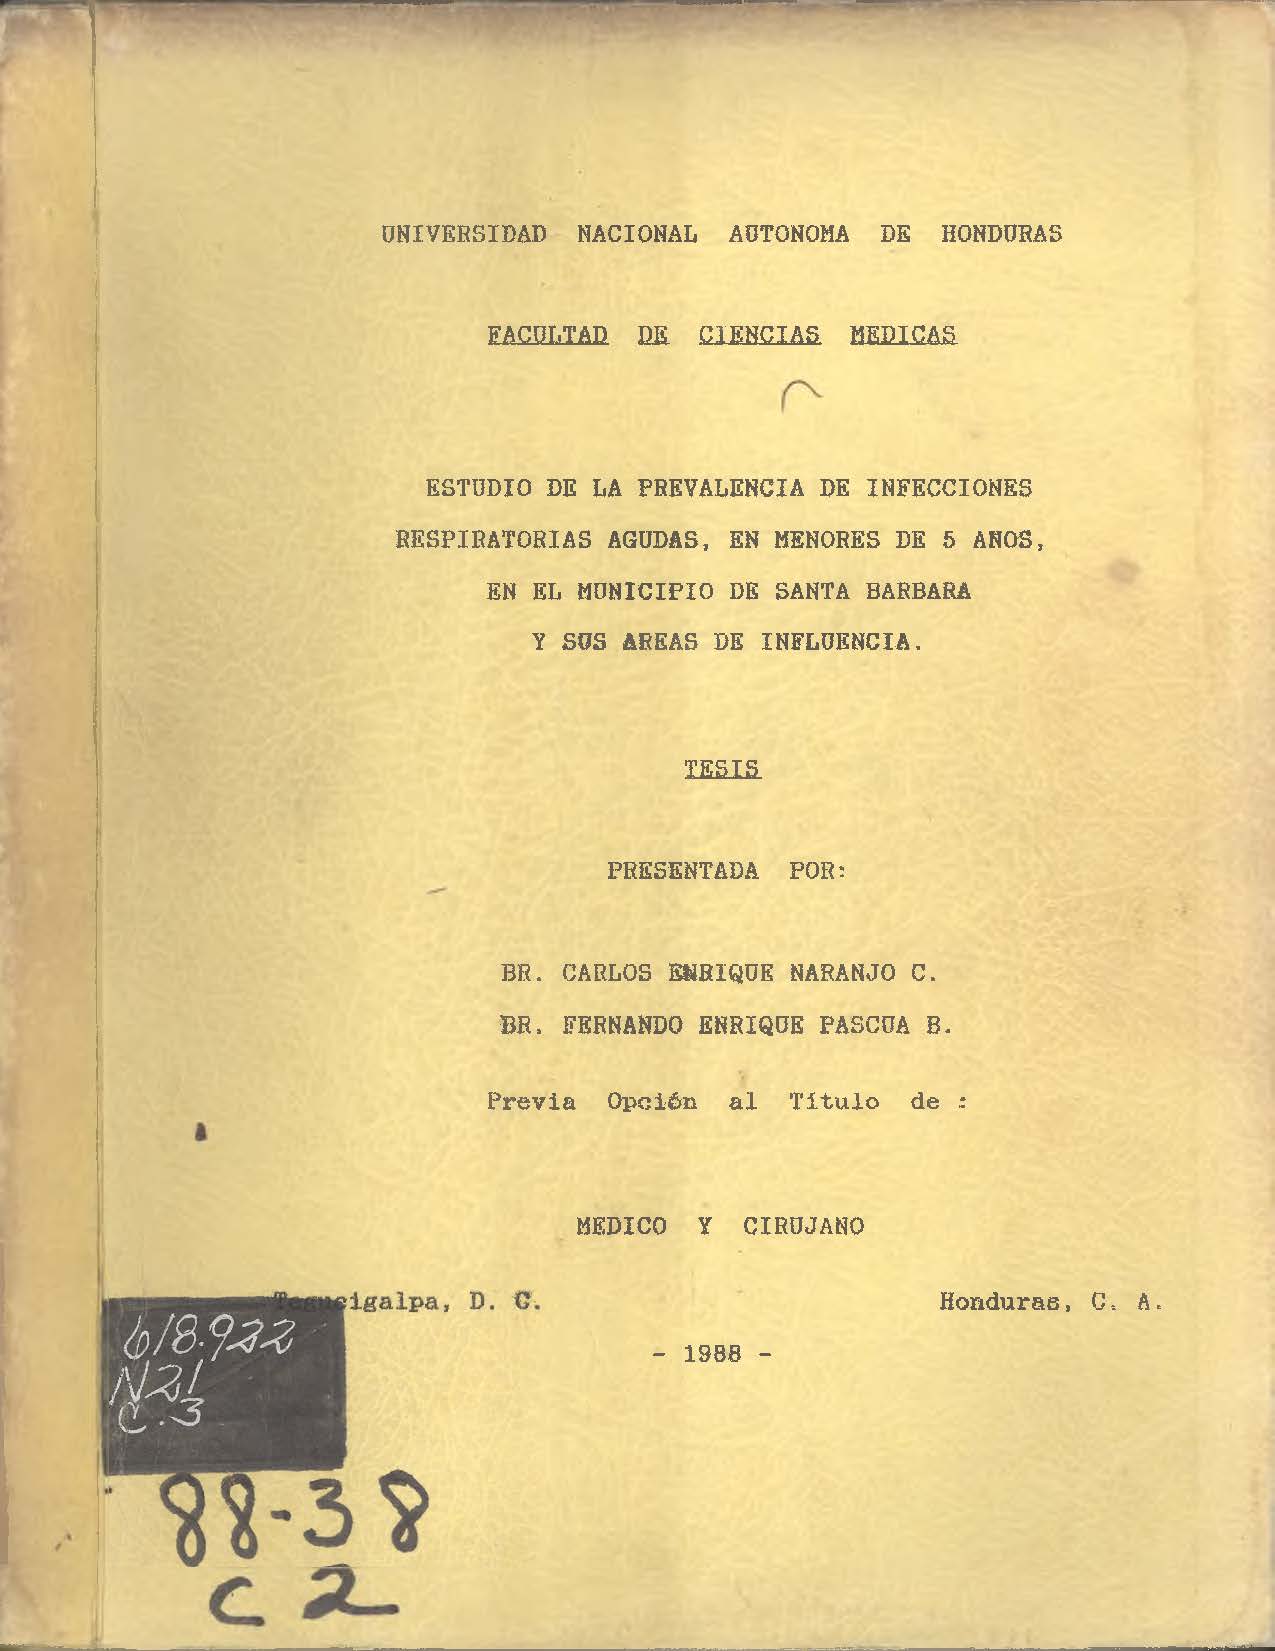 UNIVERSIDAD NACIONAL AUTONOMA DE HONDURAS
FACULTAD DE CIENCIAS MEDICAS
ESTUDIO DE LA PREVALENCIA DE INFECCIONES
RESPIRATORIAS AGUDAS, EN MENORES DE 5 ANOS,
EN EL MUNICIPIO DE SANTA BARBARA
Y SUS AREAS DE INFLUENCIA.
TESIS
PRESENTADA POR:
BR. CARLOS ENRIQUE NARANJO C.
BR. FERNANDO ENRIQUE PASCUA B.
Previa Opción al Título de :
MEDICO Y CIRUJANO
Tegucigalpa, D. C. Honduras, C. A.
- 1988 -
618.922
N21
C.3
88-38
C2